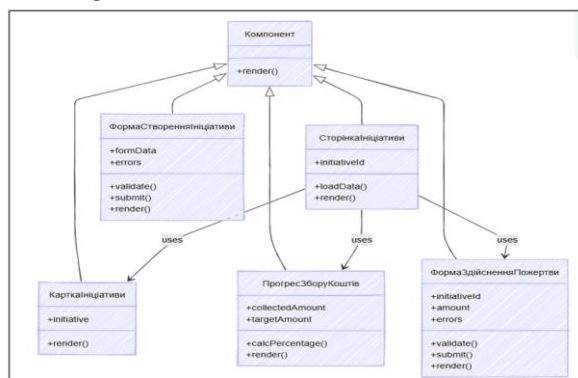 Компонент
+render()
ФормаСтворенняІніціативи
+formData
+errors
+validate()
+submit()
+render()
СторінкаІніціативи
+initiativeId
+loadData()
+render()
uses
uses
uses
КарткаІніціативи
+initiative
+render()
ПрогресЗборуКоштів
+collectedAmount
+targetAmount
+calcPercentage()
+render()
ФормаЗдійсненняПожертви
+initiativeId
+amount
+errors
+validate()
+submit()
+render()